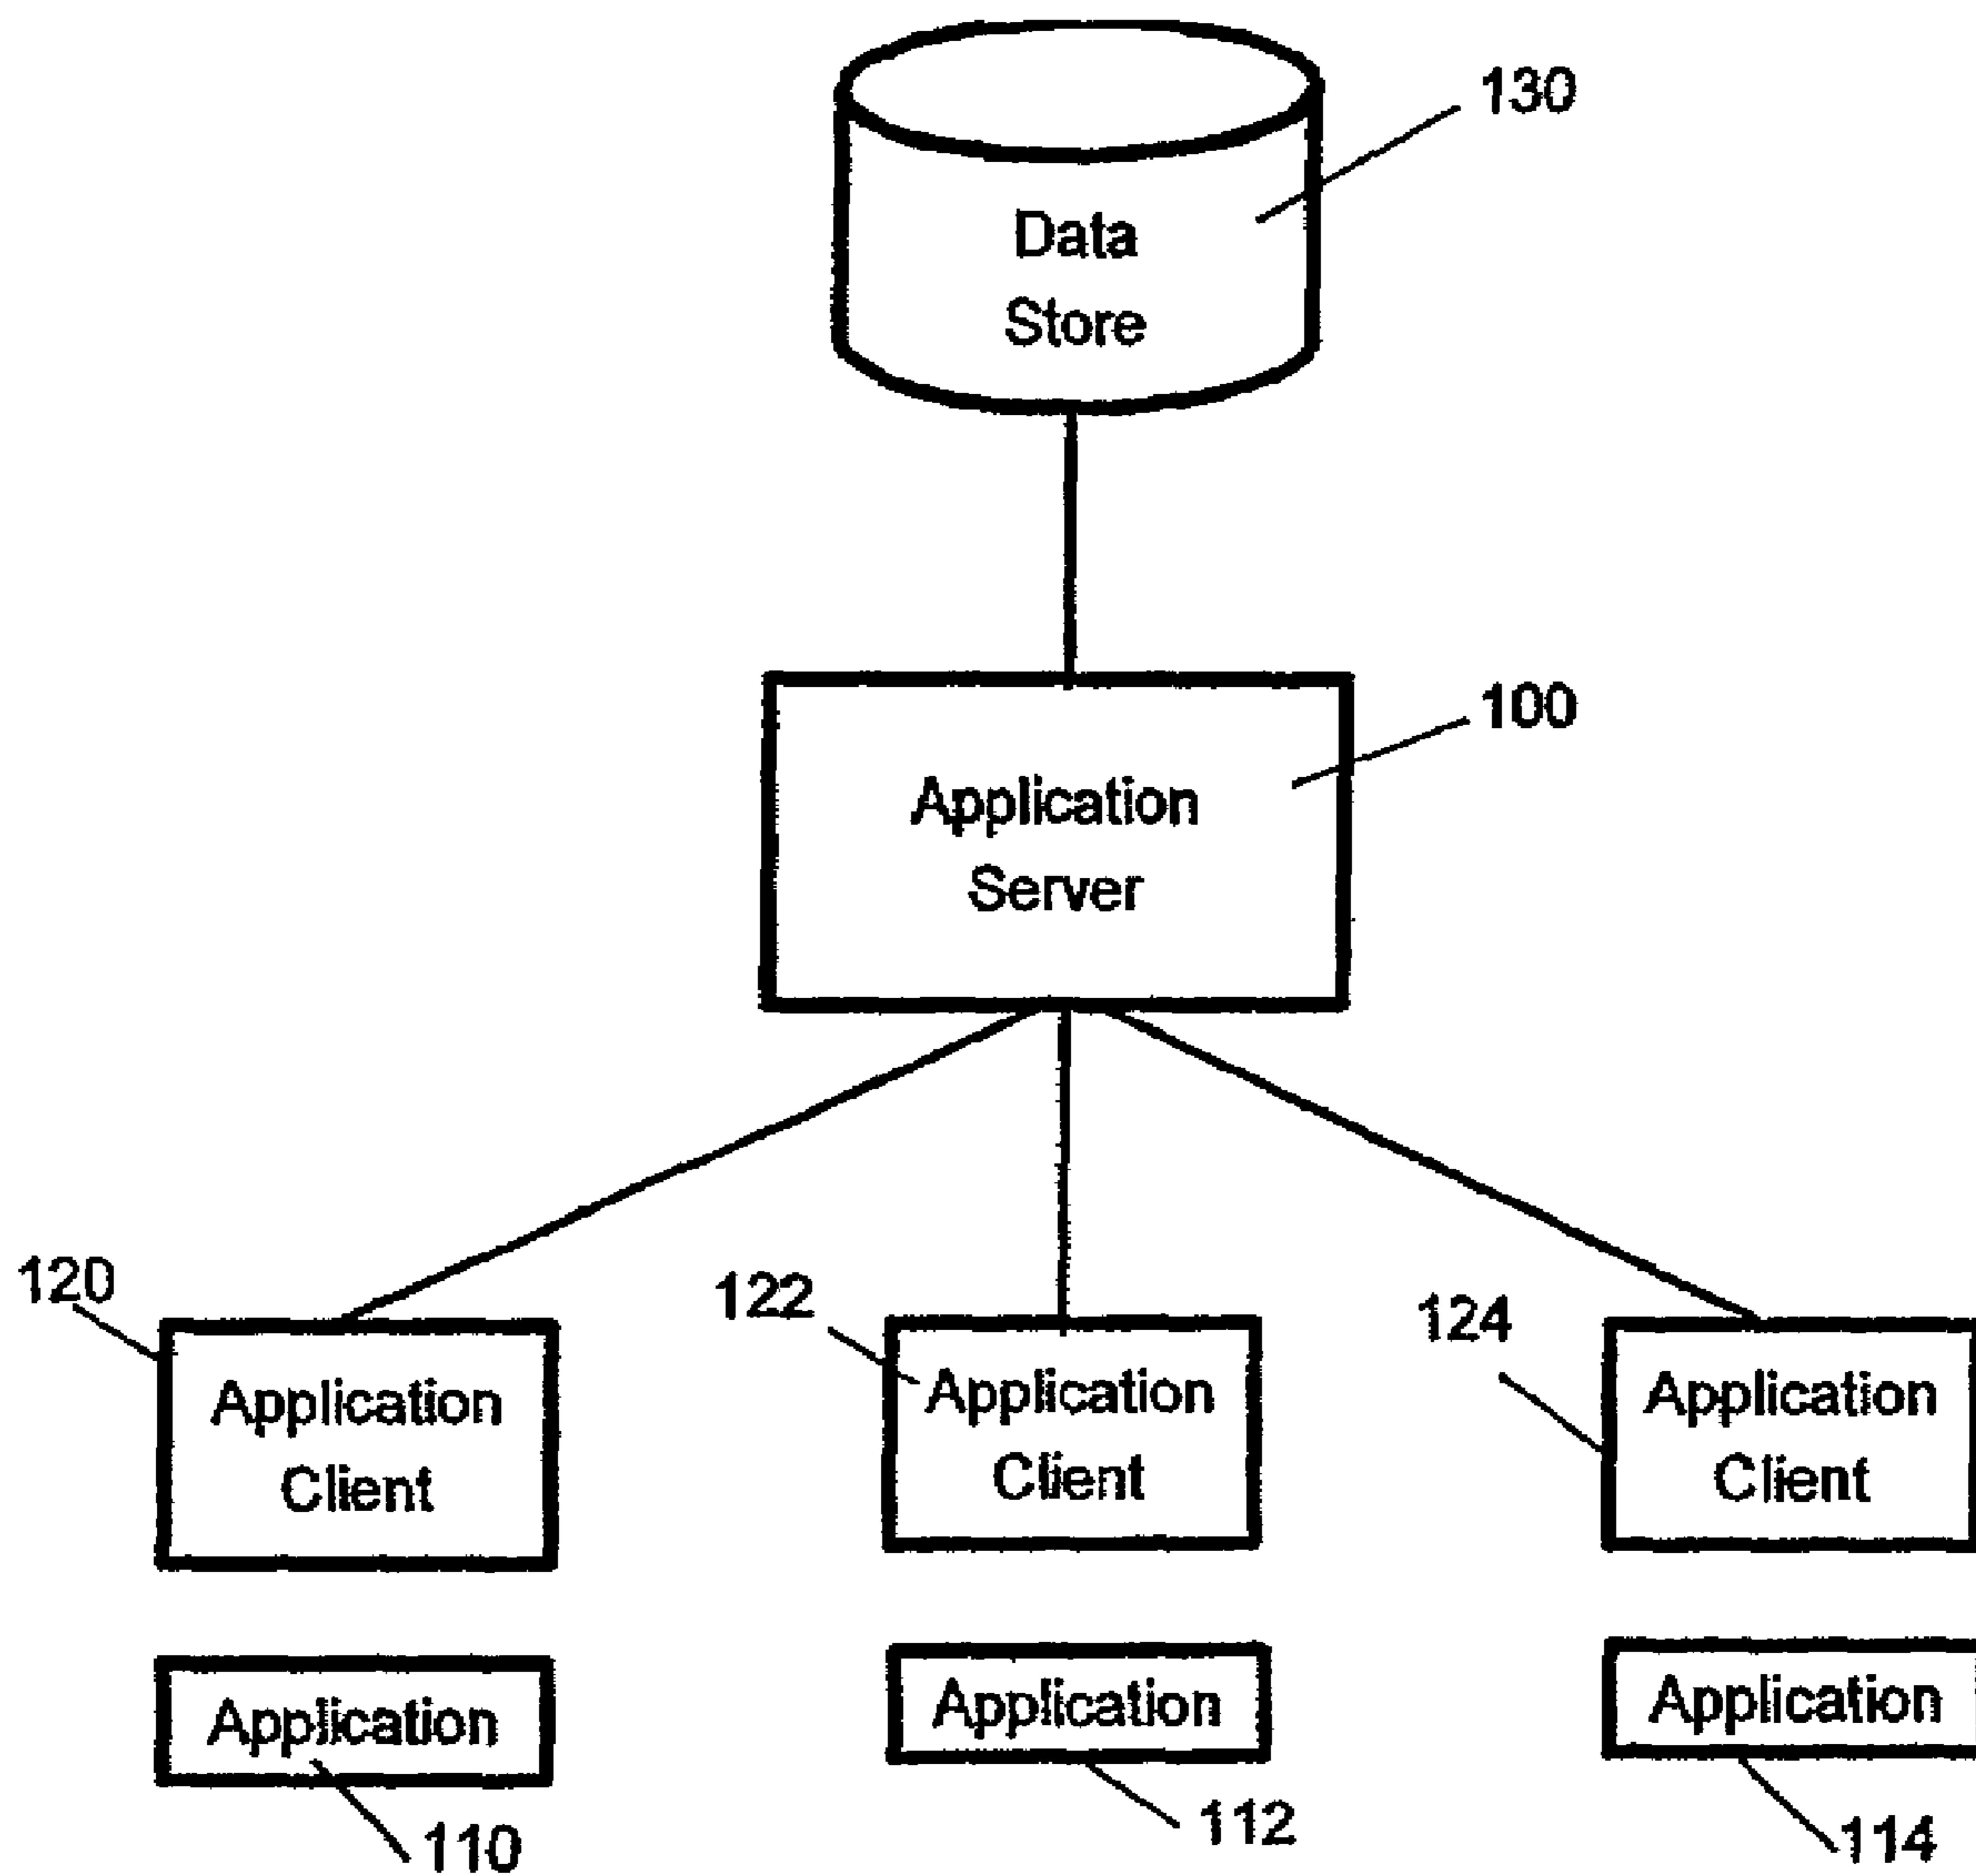 130
Data
Store
100
Application
Server
120
122
124
Application
Client
Application
Client
Application
Client
Application
Application
Application
110
112
114